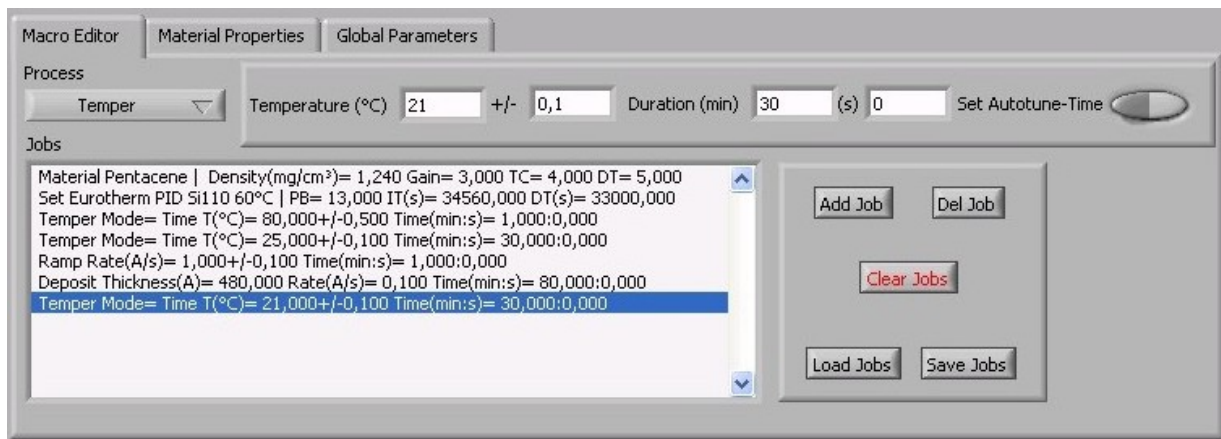 Macro Editor Material Properties Global Parameters
Process
Temper Temperature (°C) 21 +/- 0,1 Duration (min) 30 (s) 0 Set Autotune-Time
Jobs
Material Pentacene | Density(mg/cm³)= 1,240 Gain= 3,000 TC= 4,000 DT= 5,000
Set Eurotherm PID Si110 60°C | PB= 13,000 IT(s)= 34560,000 DT(s)= 33000,000
Temper Mode= Time T(°C)= 80,000+/-0,500 Time(min:s)= 1,000:0,000
Temper Mode= Time T(°C)= 25,000+/-0,100 Time(min:s)= 30,000:0,000
Ramp Rate(A/s)= 1,000+/-0,100 Time(min:s)= 1,000:0,000
Deposit Thickness(A)= 480,000 Rate(A/s)= 0,100 Time(min:s)= 80,000:0,000
Temper Mode= Time T(°C)= 21,000+/-0,100 Time(min:s)= 30,000:0,000
Add Job Del Job
Clear Jobs
Load Jobs Save Jobs